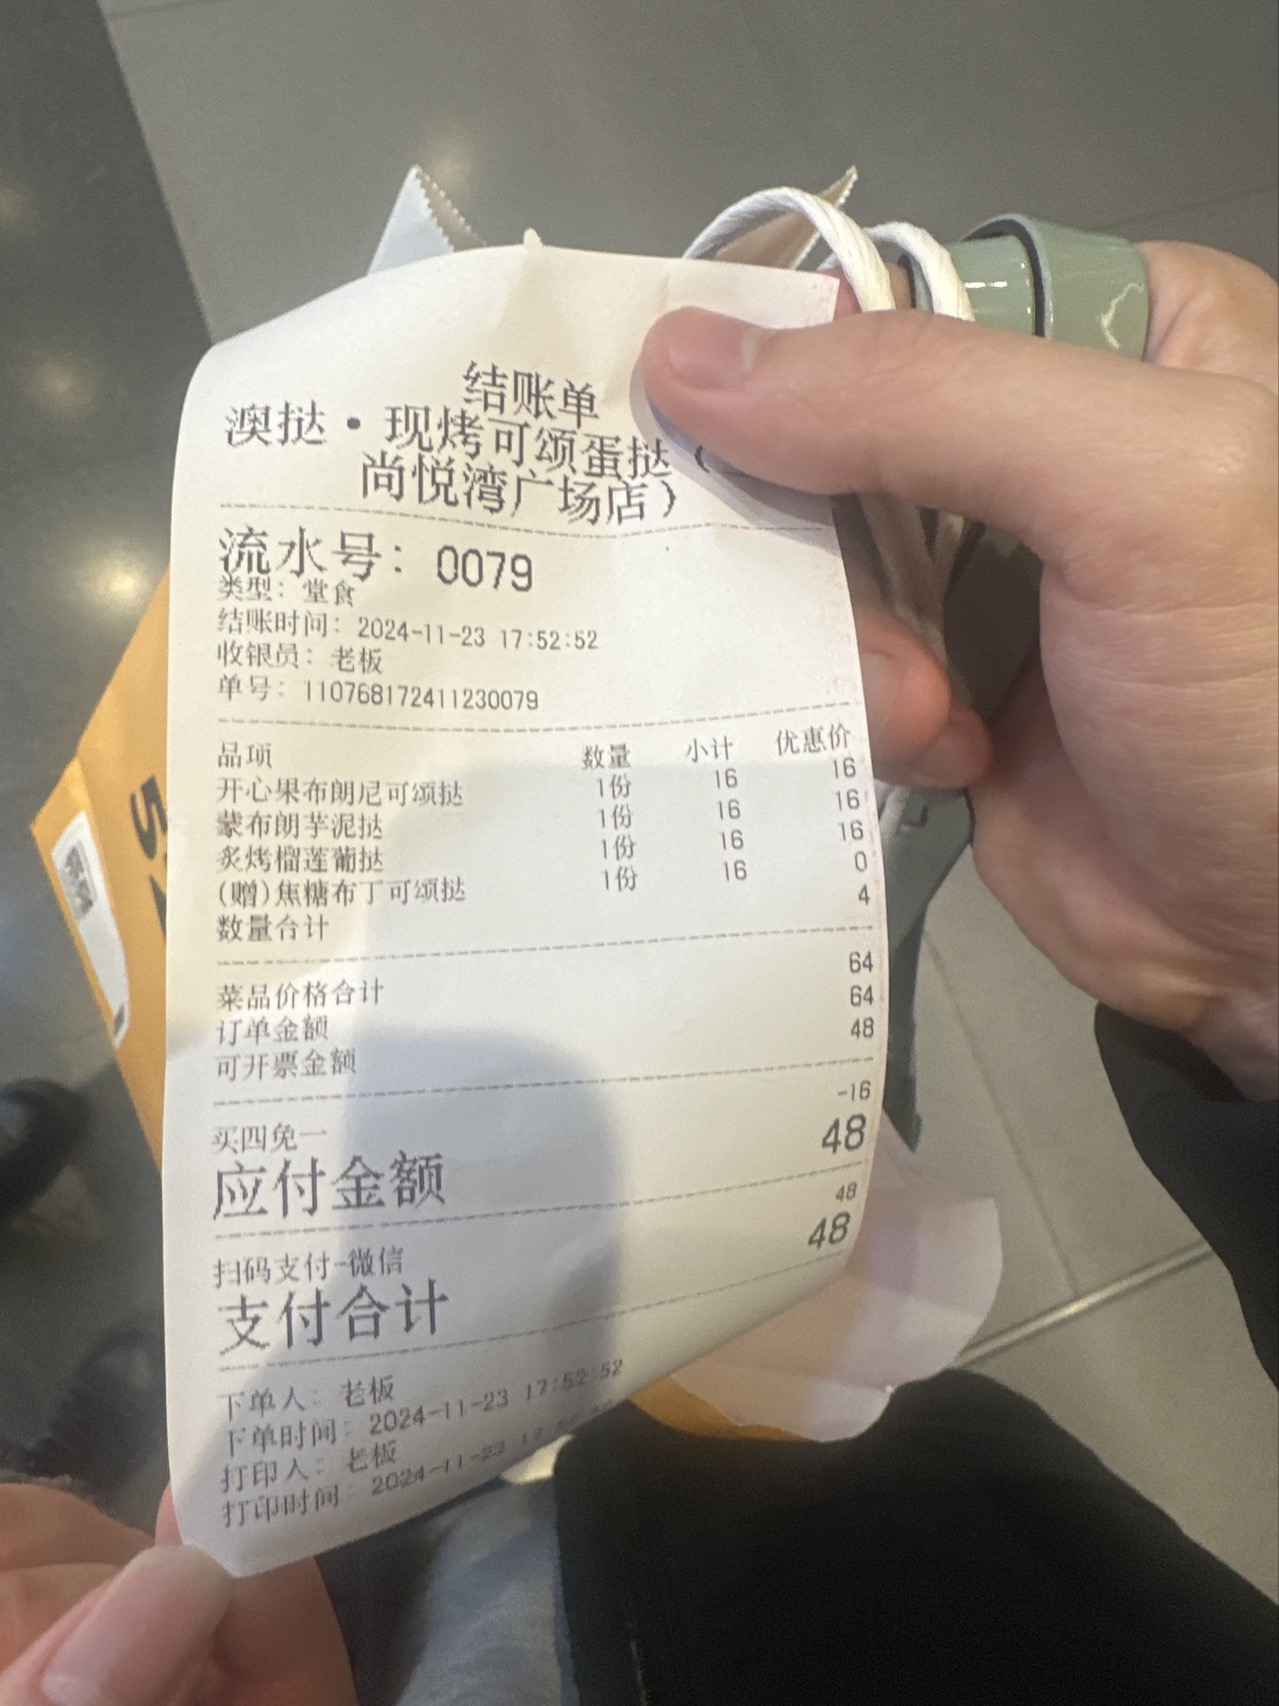 结账单
澳挞·现烤可颂蛋挞(
尚悦湾广场店)
流水号: 0079
类型: 堂食
结账时间: 2024-11-23 17:52:52
收银员: 老板
单号: 110768172411230079
品项 数量 小计 优惠价
开心果布朗尼可颂挞 1份 16 16
蒙布朗芋泥挞 1份 16 16
炙烤榴莲葡挞 1份 16 16
(赠)焦糖布丁可颂挞 1份 16 0
数量合计 4
菜品价格合计 64
订单金额 64
可开票金额 48
买四免一 -16
应付金额 48
扫码支付-微信 48
支付合计 48
下单人: 老板
下单时间: 2024-11-23 17:52:52
打印人: 老板
打印时间: 2024-11-23